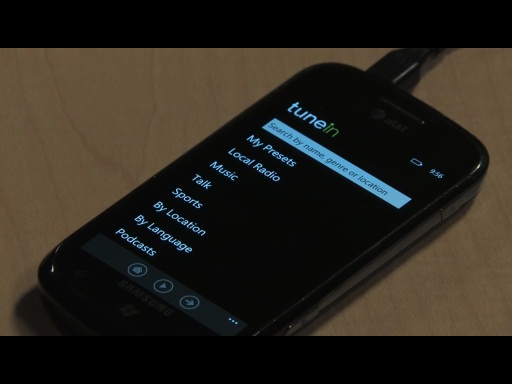 at&t
9:56
tunein
Search by name, genre or location
My Presets
Local Radio
Music
Talk
Sports
By Location
By Language
Podcasts
SAMSUNG